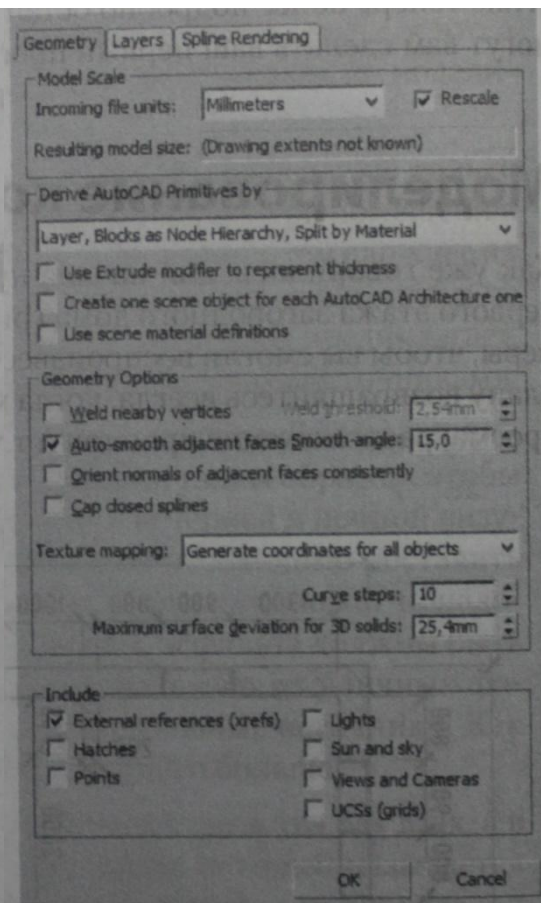 Geometry Layers Spline Rendering
Model Scale
Incoming file units: Millimeters Rescale
Resulting model size: (Drawing extents not known)
Derive AutoCAD Primitives by
Layer, Blocks as Node Hierarchy, Split by Material
Use Extrude modifier to represent thickness
Create one scene object for each AutoCAD Architecture one
Use scene material definitions
Geometry Options
Weld nearby vertices Weld threshold: 2,54mm
Auto-smooth adjacent faces Smooth-angle: 15,0
Orient normals of adjacent faces consistently
Cap closed splines
Texture mapping: Generate coordinates for all objects
Curve steps: 10
Maximum surface deviation for 3D solids: 25,4mm
Include
External references (xrefs) Lights
Hatches Sun and sky
Points Views and Cameras
UCSs (grids)
OK Cancel